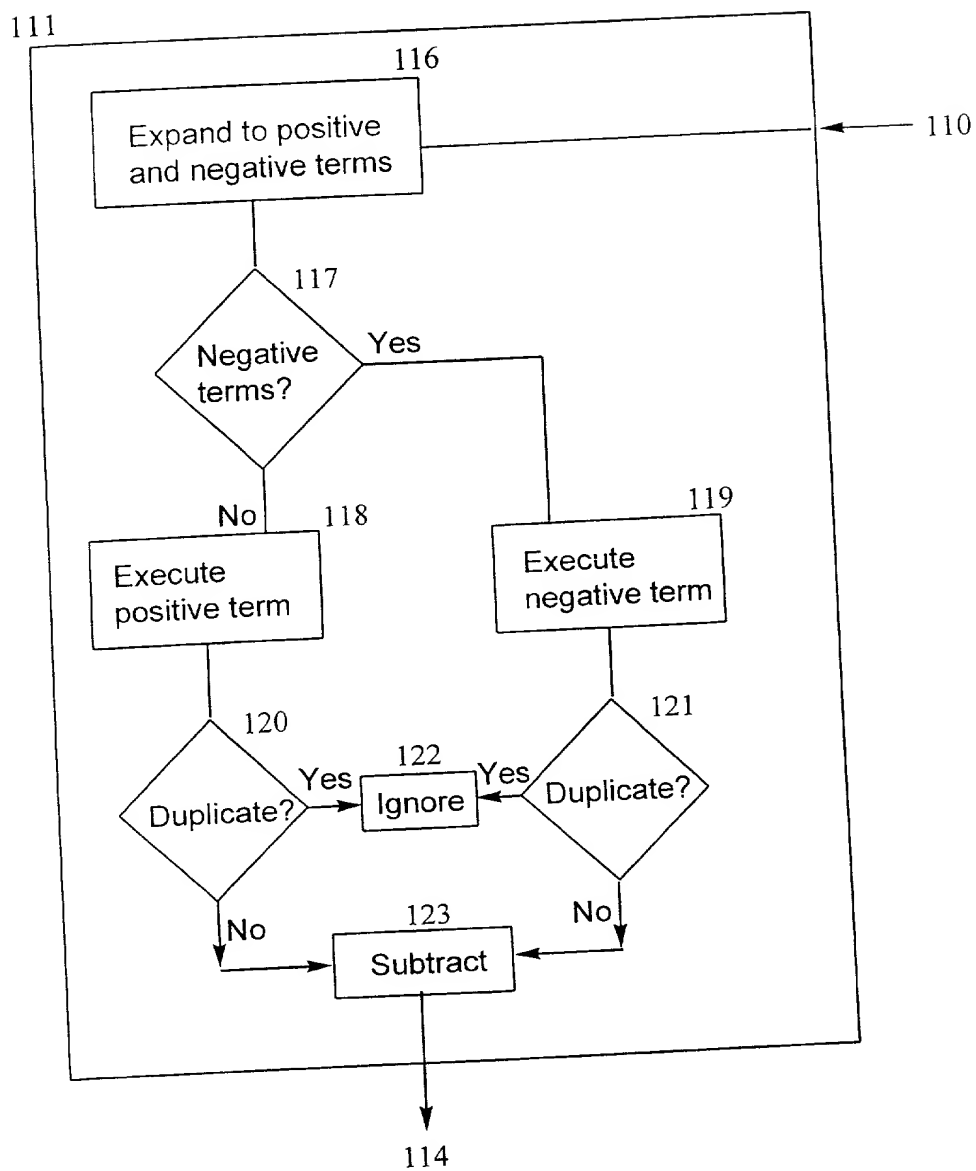 111
116
Expand to positive
and negative terms
110
117
Negative
terms?
Yes
No
118
119
Execute
positive term
Execute
negative term
120
121
122
Duplicate?
Yes
Ignore
Yes
Duplicate?
No
123
No
Subtract
114